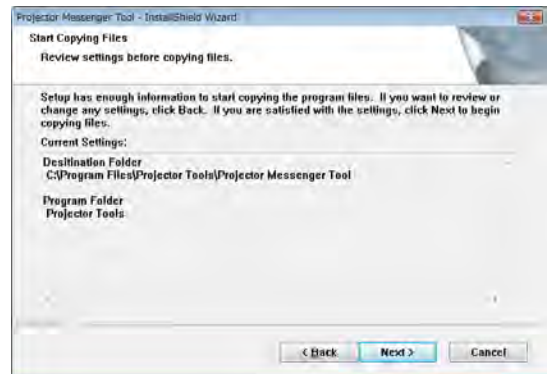 Projector Messenger Tool - InstallShield Wizard
Start Copying Files
Review settings before copying files.
Setup has enough information to start copying the program files. If you want to review or
change any settings, click Back. If you are satisfied with the settings, click Next to begin
copying files.
Current Settings:
Desitination Folder
C:\Program Files\Projector Tools\Projector Messenger Tool
Program Folder
Projector Tools
< Back
Next >
Cancel